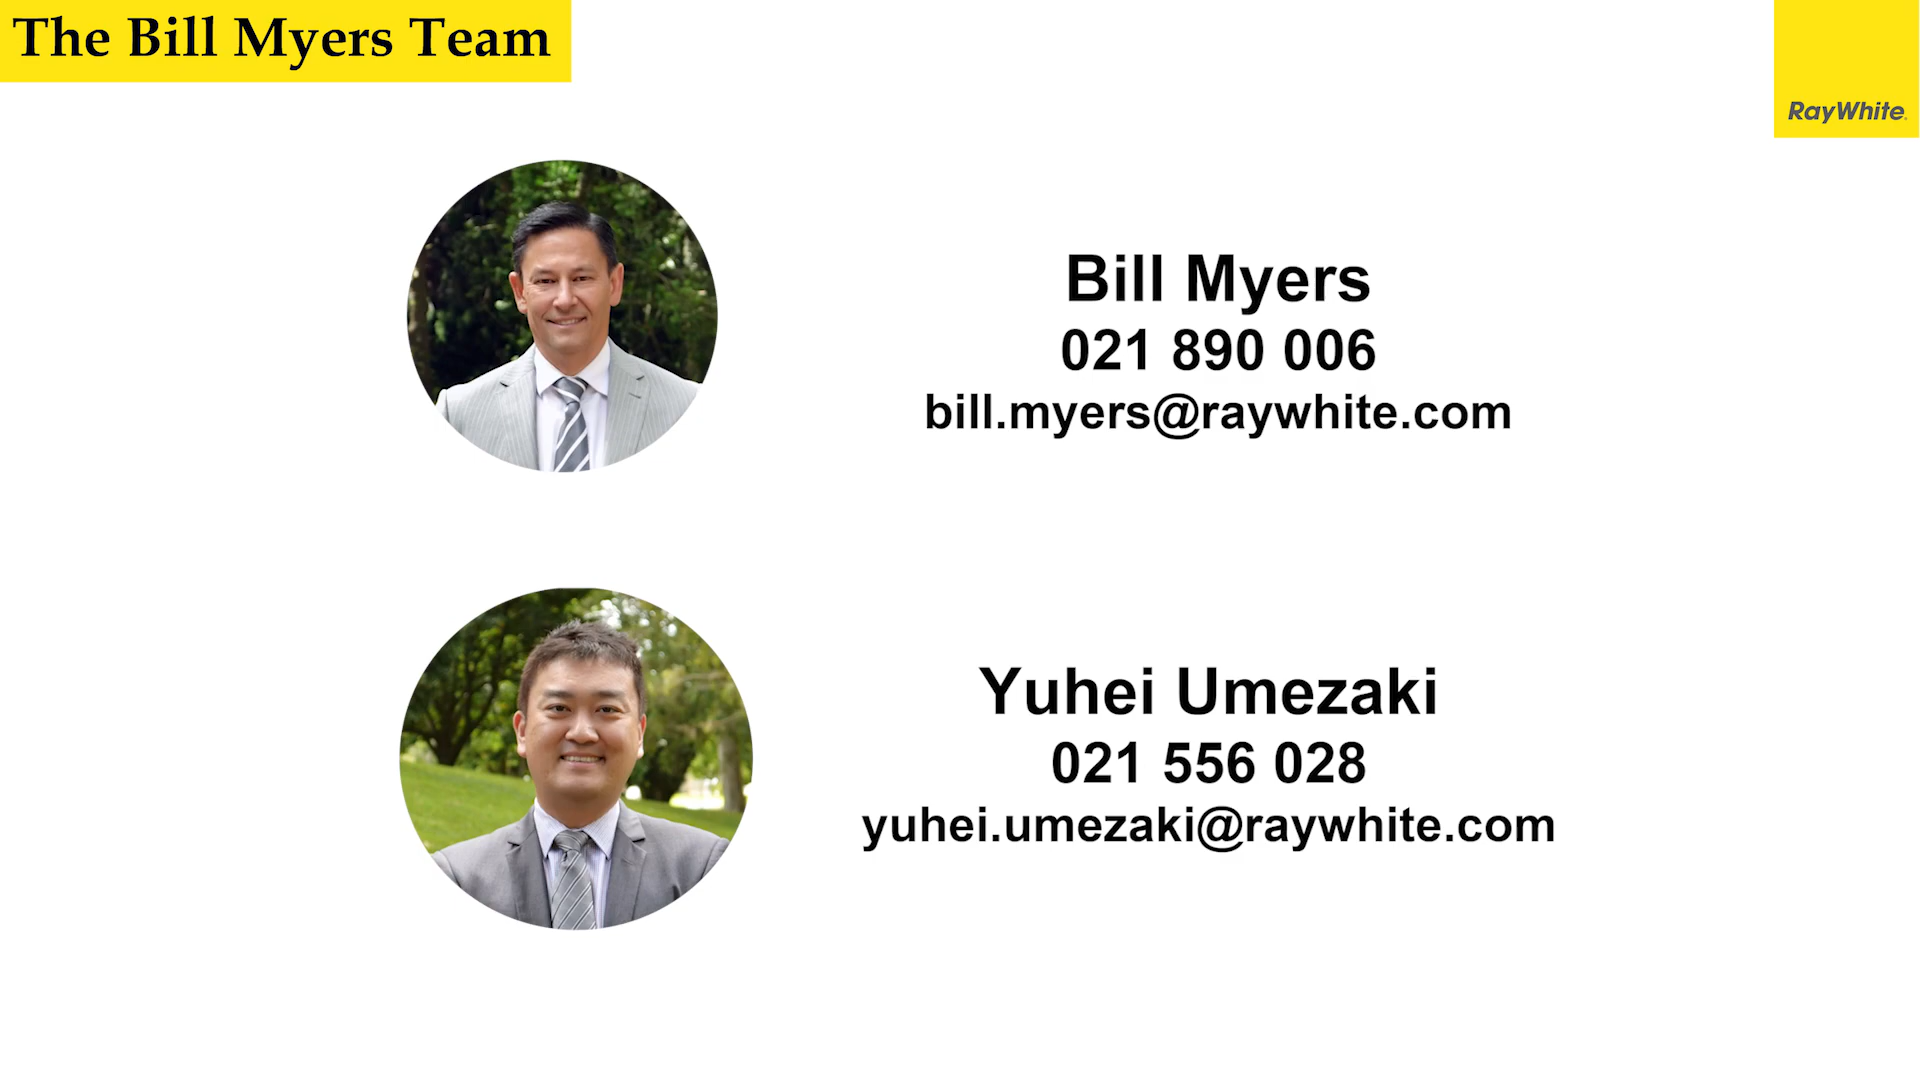 The Bill Myers Team
RayWhite.
Bill Myers
021 890 006
bill.myers@raywhite.com
Yuhei Umezaki
021 556 028
yuhei.umezaki@raywhite.com